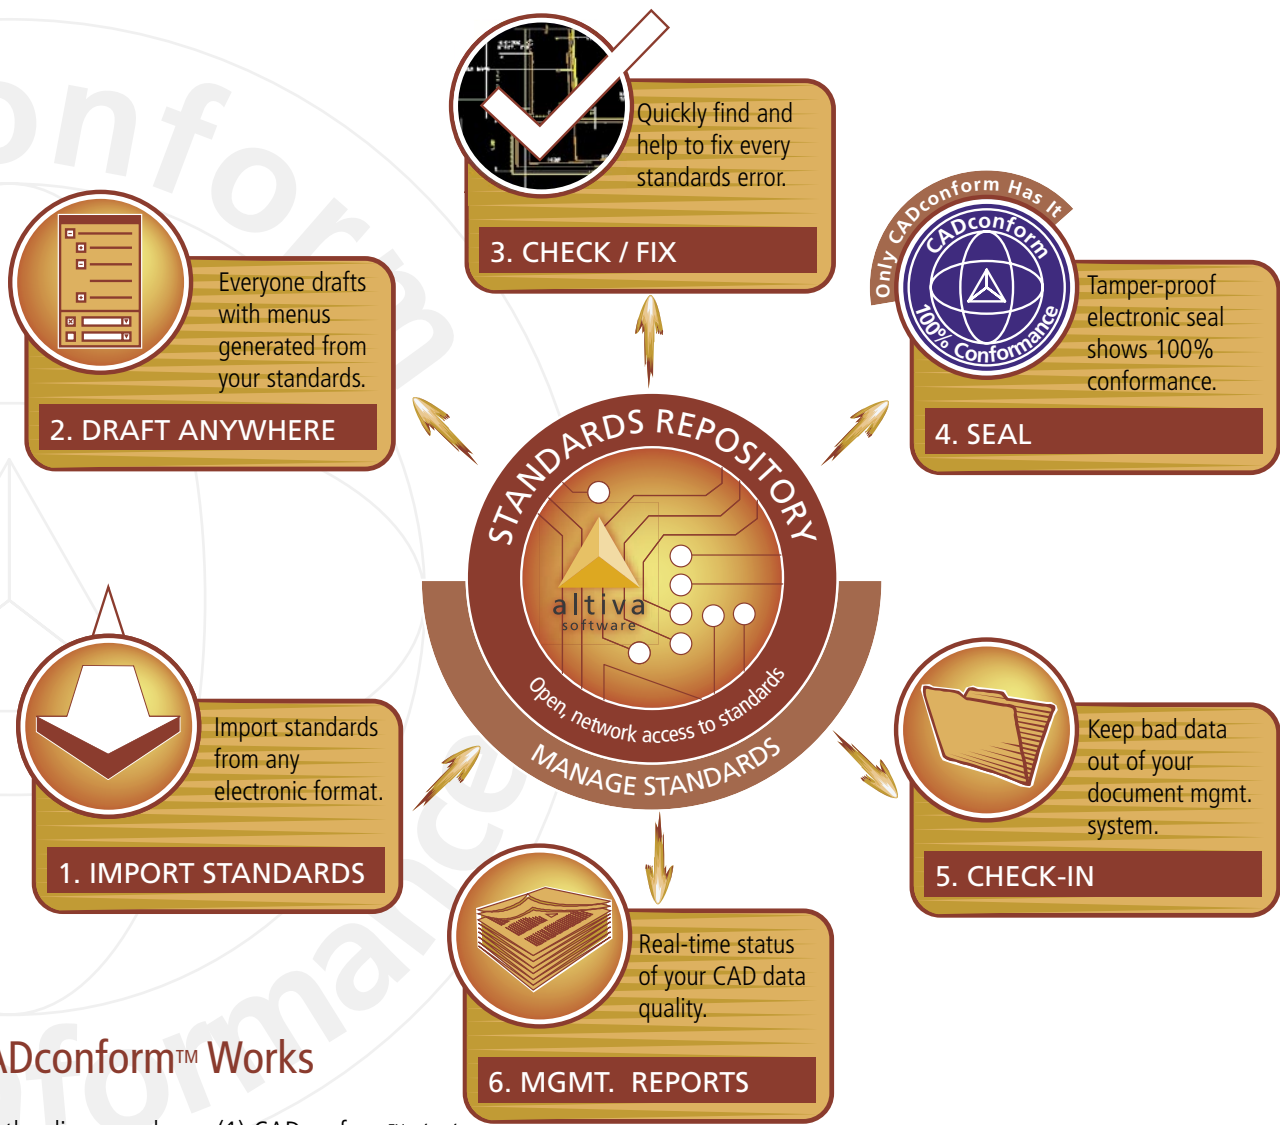 Quickly find and
help to fix every
standards error.
3. CHECK / FIX
Only CADconform Has It
CADconform
100% Conformance
Tamper-proof
electronic seal
shows 100%
conformance.
4. SEAL
Everyone drafts
with menus
generated from
your standards.
2. DRAFT ANYWHERE
STANDARDS REPOSITORY
altiva
software
Open, network access to standards
MANAGE STANDARDS
Import standards
from any
electronic format.
1. IMPORT STANDARDS
Keep bad data
out of your
document mgmt.
system.
5. CHECK-IN
Real-time status
of your CAD data
quality.
6. MGMT. REPORTS
ADconform™ Works